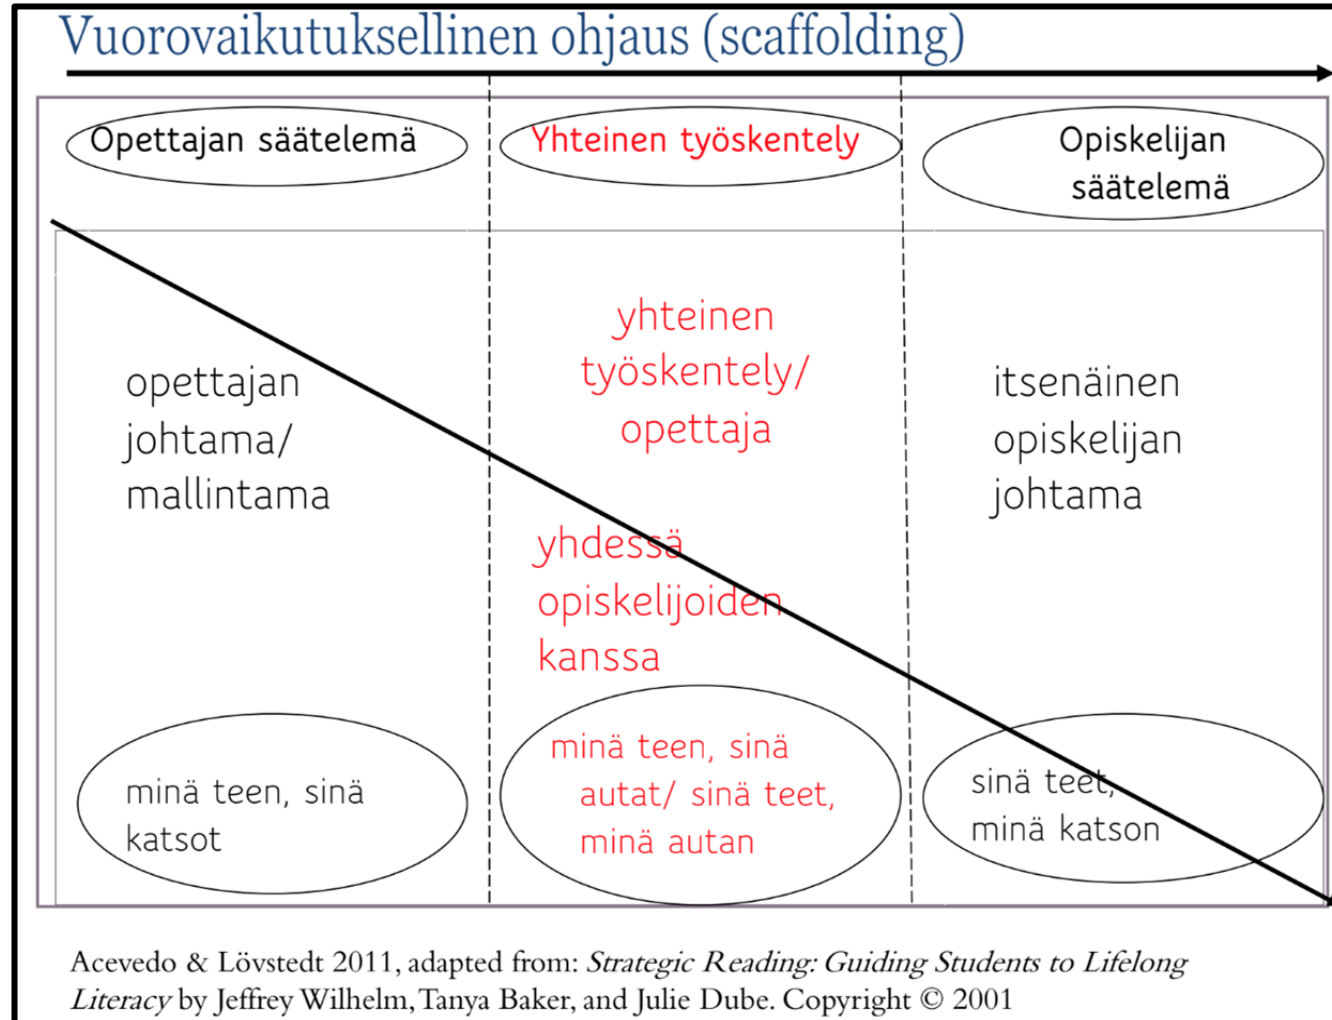 Vuorovaikutuksellinen ohjaus (scaffolding)
Opettajan säätelemä
Yhteinen työskentely
Opiskelijan
säätelemä
opettajan
johtama/
mallintama
yhteinen
työskentely/
opettaja
yhdessä
opiskelijoiden
kanssa
itsenäinen
opiskelijan
johtama
minä teen, sinä
katsot
minä teen, sinä
autat/ sinä teet,
minä autan
sinä teet,
minä katson
Acevedo & Lövstedt 2011, adapted from: Strategic Reading: Guiding Students to Lifelong
Literacy by Jeffrey Wilhelm, Tanya Baker, and Julie Dube. Copyright © 2001